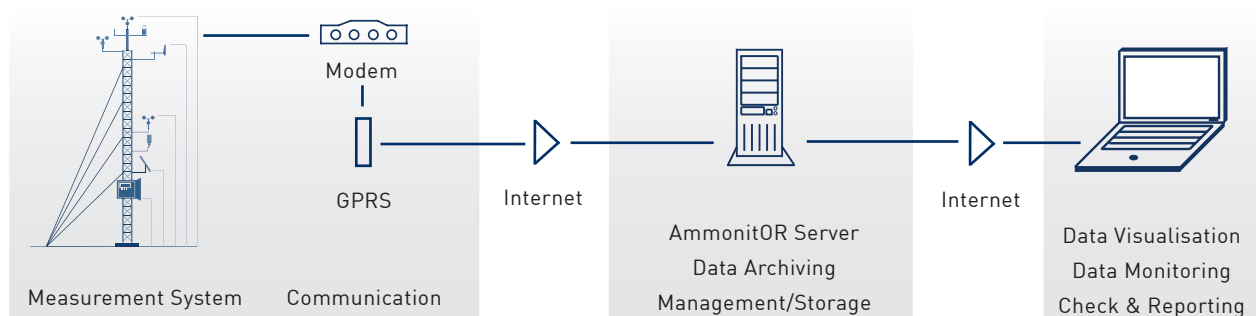 Modem
GPRS
Measurement System
Communication
Internet
AmmonitOR Server
Data Archiving
Management/Storage
Internet
Data Visualisation
Data Monitoring
Check & Reporting